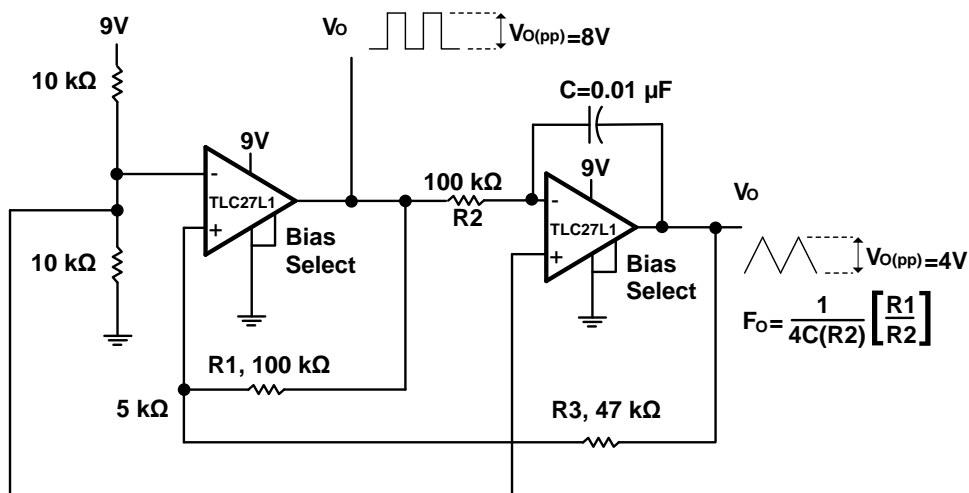 9V
10 kΩ
10 kΩ
9V
-
TLC27L1
+
Bias
Select
VO
VO(pp)=8V
C=0.01 µF
100 kΩ
R2
9V
-
TLC27L1
+
Bias
Select
VO
VO(pp)=4V
FO= 1/4C(R2) [R1/R2]
R1, 100 kΩ
5 kΩ
R3, 47 kΩ